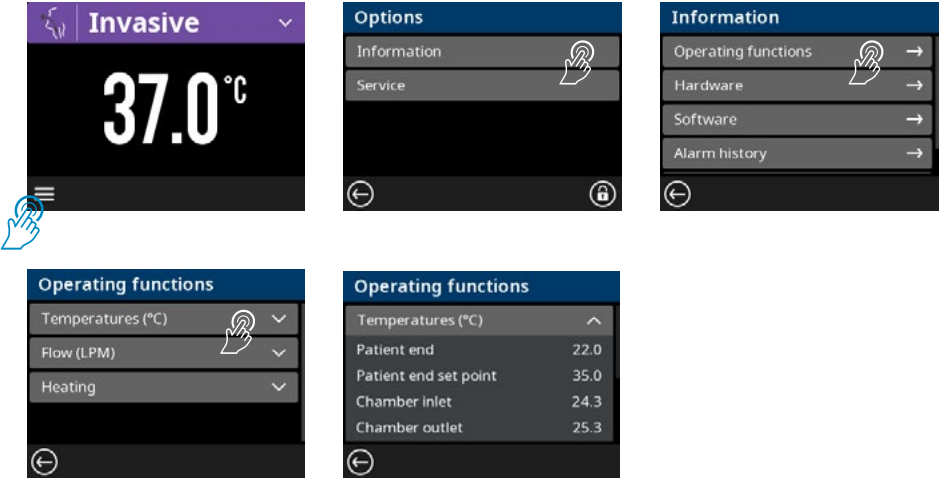 Invasive
37.0 °C
Options
Information
Service
Information
Operating functions
Hardware
Software
Alarm history
Operating functions
Temperatures (°C)
Flow (LPM)
Heating
Operating functions
Temperatures (°C)
Patient end 22.0
Patient end set point 35.0
Chamber inlet 24.3
Chamber outlet 25.3